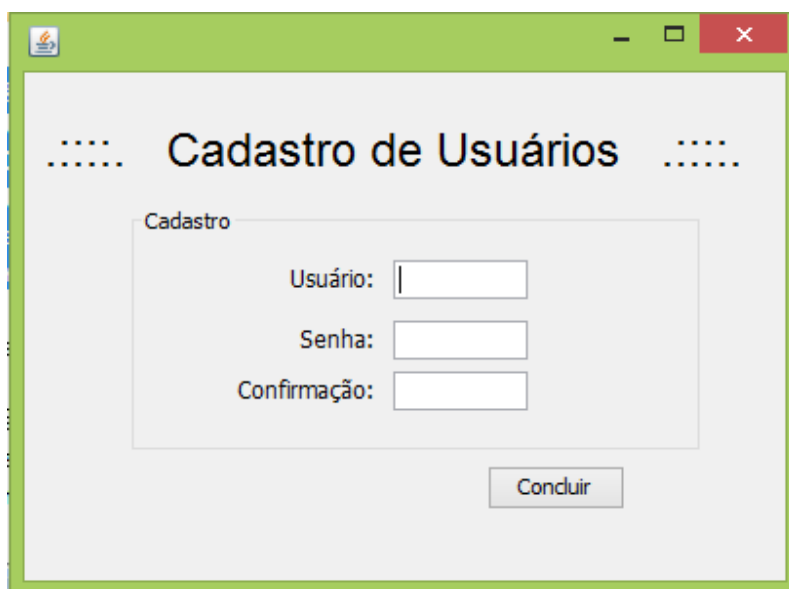 .::::. Cadastro de Usuários .::::.
Cadastro
Usuário:
Senha:
Confirmação:
Concluir